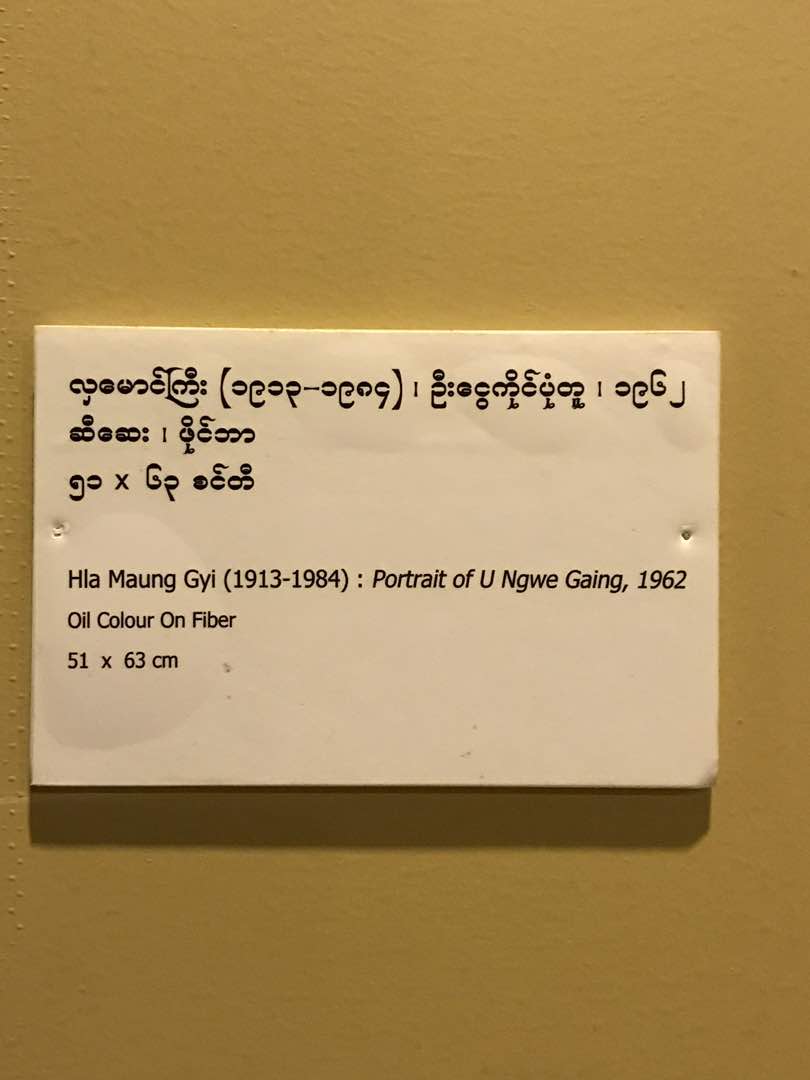 လှမောင်ကြီး (၁၉၁၃–၁၉၈၄) ၊ ဦးငွေကိုင်ပုံတူ ၊ ၁၉၆၂
ဆီဆေး ၊ ဖိုင်ဘာ
၅၁ x ၆၃ စင်တီ
Hla Maung Gyi (1913-1984) : Portrait of U Ngwe Gaing, 1962
Oil Colour On Fiber
51 x 63 cm